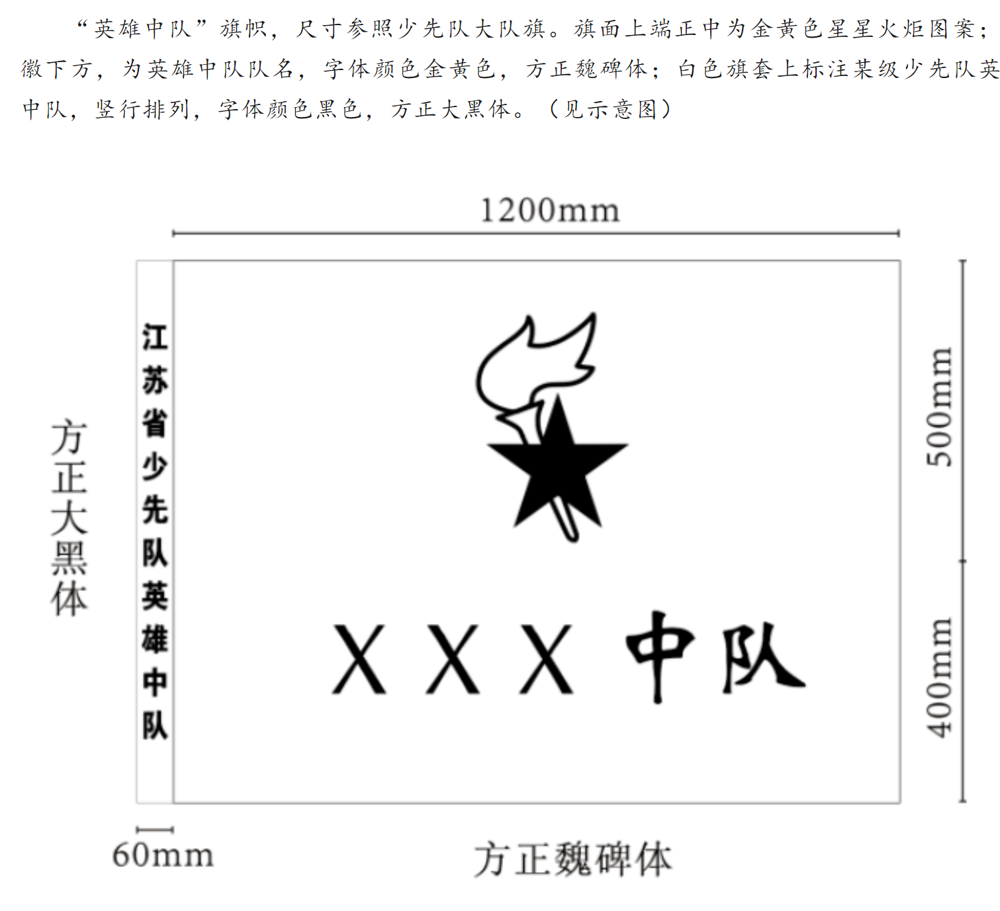 “英雄中队”旗帜，尺寸参照少先队大队旗。旗面上端正中为金黄色星星火炬图案；
徽下方，为英雄中队队名，字体颜色金黄色，方正魏碑体；白色旗套上标注某级少先队英
中队，竖行排列，字体颜色黑色，方正大黑体。（见示意图）
1200mm
方正大黑体
江苏省少先队英雄中队
XXX中队
500mm
400mm
60mm
方正魏碑体